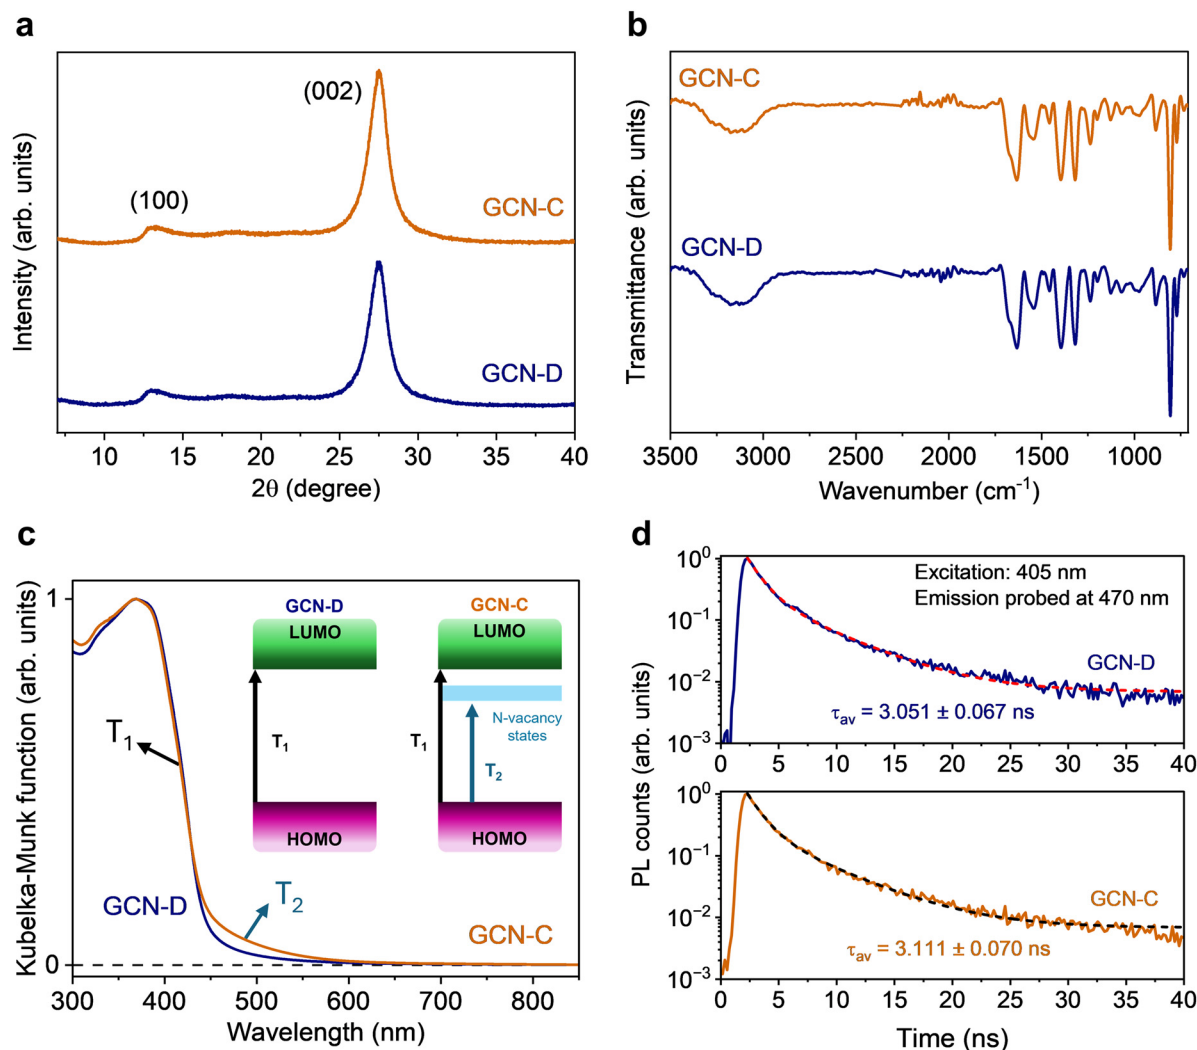 a
Intensity (arb. units)
(100)
(002)
GCN-C
GCN-D
10 15 20 25 30 35 40
2θ (degree)
b
Transmittance (arb. units)
GCN-C
GCN-D
3500 3000 2500 2000 1500 1000
Wavenumber (cm⁻¹)
c
Kubelka-Munk function (arb. units)
1
0
T₁
GCN-D
LUMO
T₁
HOMO
GCN-C
LUMO
N-vacancy
states
T₁
T₂
HOMO
GCN-D
T₂
GCN-C
300 400 500 600 700 800
Wavelength (nm)
d
PL counts (arb. units)
10⁰
10⁻¹
10⁻²
10⁻³
Excitation: 405 nm
Emission probed at 470 nm
GCN-D
τav = 3.051 ± 0.067 ns
0 5 10 15 20 25 30 35 40
10⁰
10⁻¹
10⁻²
10⁻³
GCN-C
τav = 3.111 ± 0.070 ns
0 5 10 15 20 25 30 35 40
Time (ns)